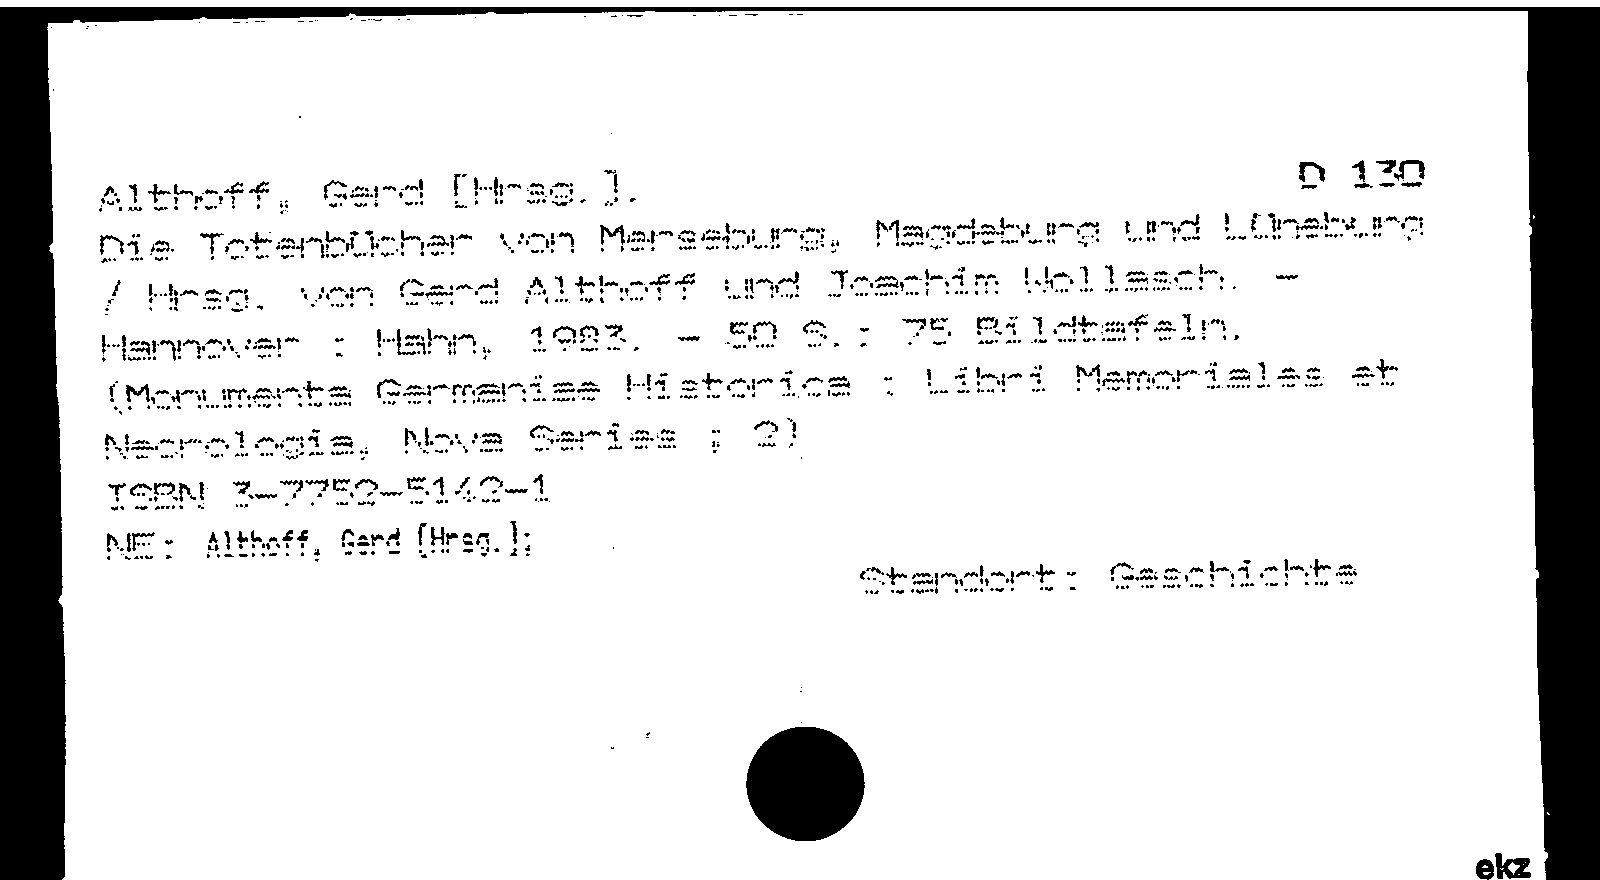 D 130
Althoff, Gerd [Hrsg.].
Die Totenbücher von Merseburg, Magdeburg und Lüneburg
/ Hrsg. von Gerd Althoff und Joachim Wollasch. -
Hannover : Hahn, 1983. - 50 S. : 75 Bildtafeln.
(Monumenta Germaniae Historica : Libri Memoriales et
Necrologia, Nova Series ; 2)
ISBN 3-7752-5142-1
NE: Althoff, Gerd [Hrsg.];
Standort: Geschichte
ekz